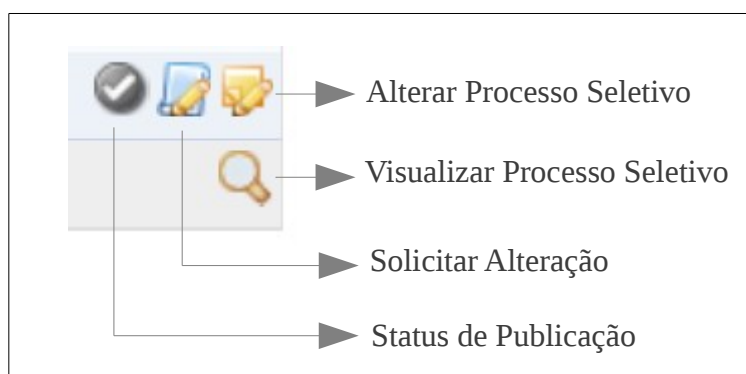 Alterar Processo Seletivo
Visualizar Processo Seletivo
Solicitar Alteração
Status de Publicação